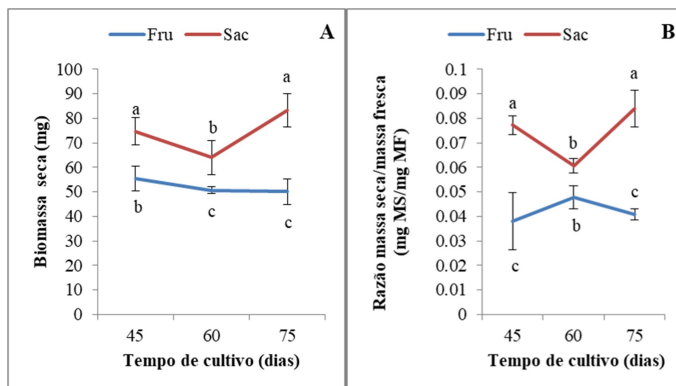 Fru Sac A
Biomassa seca (mg)
100
90
80
70
60
50
40
30
20
10
0
a
b
a
b
c
c
45 60 75
Tempo de cultivo (dias)
Fru Sac B
Razão massa seca/massa fresca
(mg MS/mg MF)
0.1
0.09
0.08
0.07
0.06
0.05
0.04
0.03
0.02
0.01
0
a
b
a
c
b
c
45 60 75
Tempo de cultivo (dias)